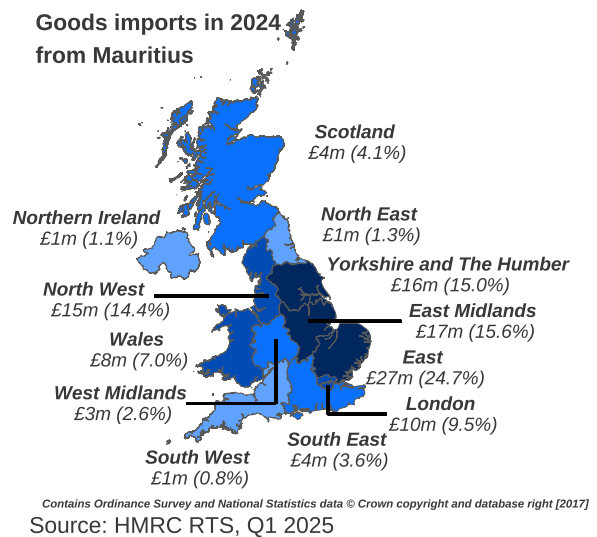 Goods imports in 2024
from Mauritius
Scotland
£4m (4.1%)
Northern Ireland
£1m (1.1%)
North East
£1m (1.3%)
Yorkshire and The Humber
£16m (15.0%)
North West
£15m (14.4%)
East Midlands
£17m (15.6%)
Wales
£8m (7.0%)
East
£27m (24.7%)
West Midlands
£3m (2.6%)
London
£10m (9.5%)
South East
£4m (3.6%)
South West
£1m (0.8%)
Contains Ordinance Survey and National Statistics data © Crown copyright and database right [2017]
Source: HMRC RTS, Q1 2025